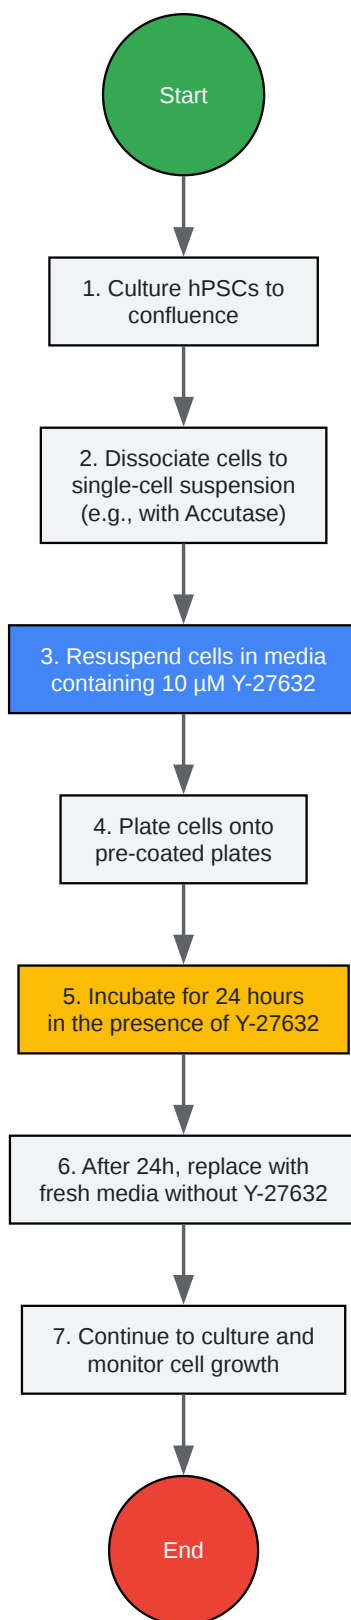 Start
1. Culture hPSCs to
confluence
2. Dissociate cells to
single-cell suspension
(e.g., with Accutase)
3. Resuspend cells in media
containing 10 µM Y-27632
4. Plate cells onto
pre-coated plates
5. Incubate for 24 hours
in the presence of Y-27632
6. After 24h, replace with
fresh media without Y-27632
7. Continue to culture and
monitor cell growth
End